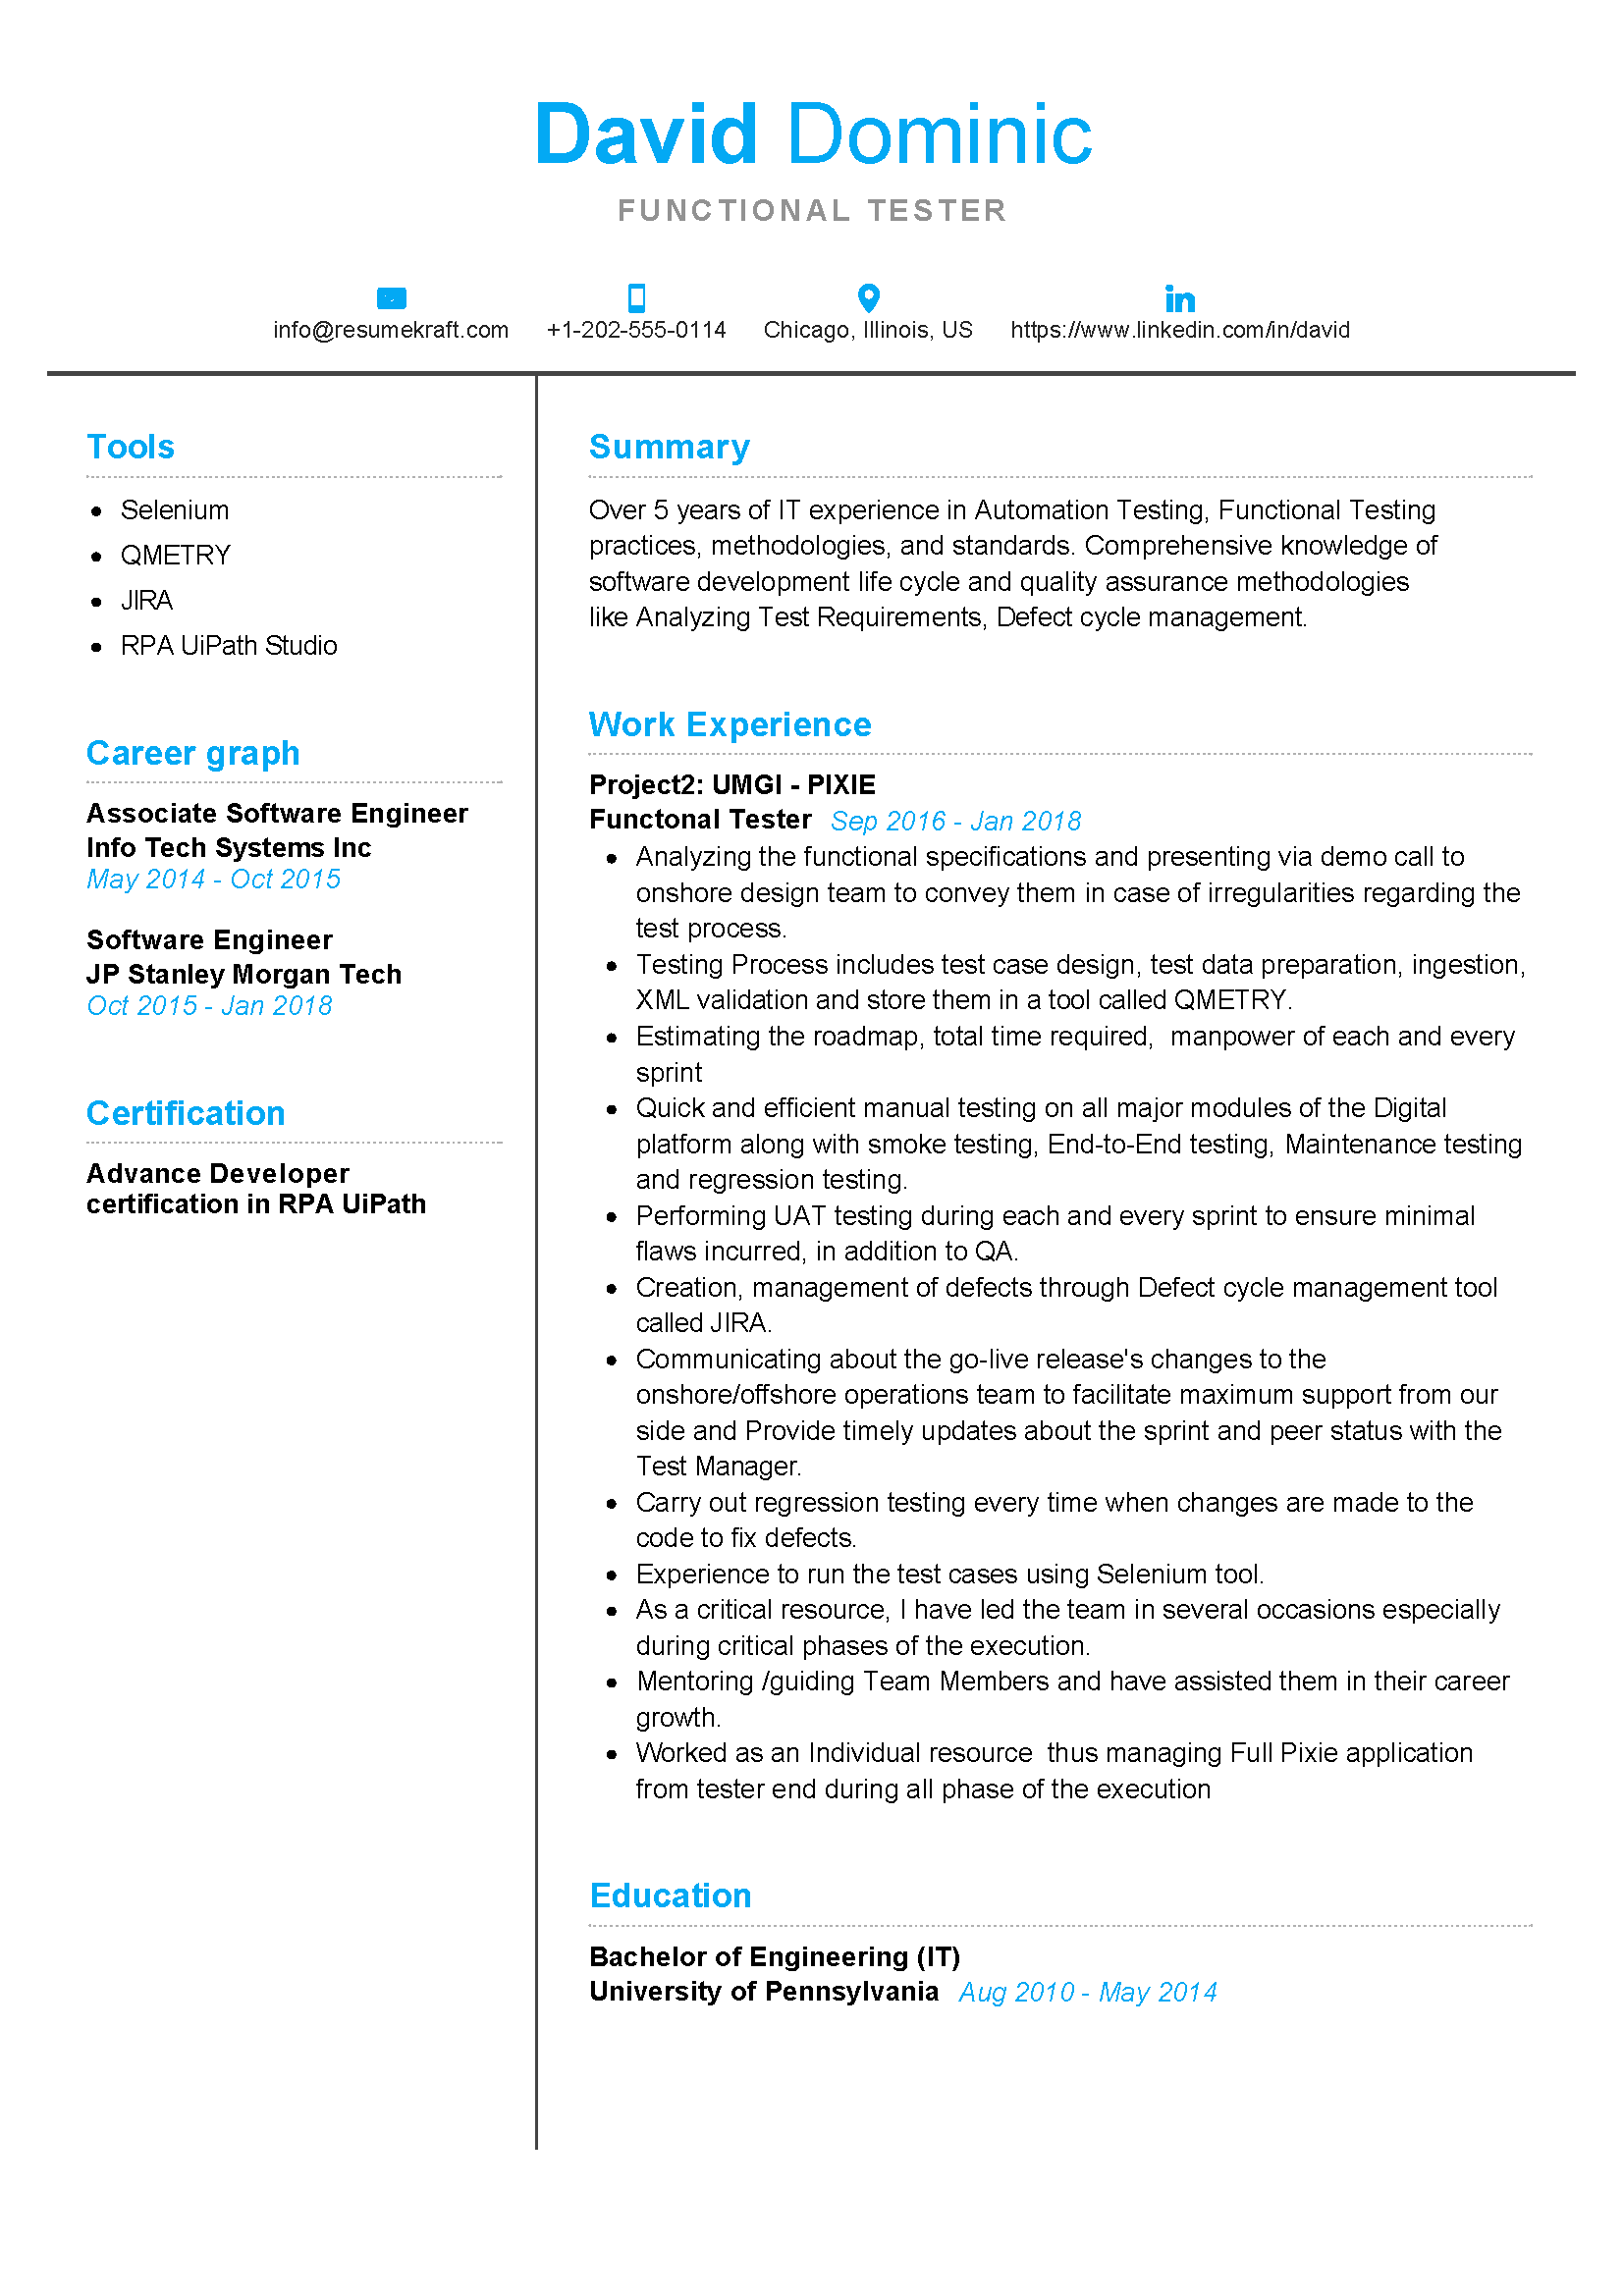 David Dominic
FUNCTIONAL TESTER
info@resumekraft.com +1-202-555-0114 Chicago, Illinois, US https://www.linkedin.com/in/david
Tools
Selenium
QMETRY
JIRA
RPA UiPath Studio
Career graph
Associate Software Engineer
Info Tech Systems Inc
May 2014 - Oct 2015
Software Engineer
JP Stanley Morgan Tech
Oct 2015 - Jan 2018
Certification
Advance Developer
certification in RPA UiPath
Summary
Over 5 years of IT experience in Automation Testing, Functional Testing
practices, methodologies, and standards. Comprehensive knowledge of
software development life cycle and quality assurance methodologies
like Analyzing Test Requirements, Defect cycle management.
Work Experience
Project2: UMGI - PIXIE
Functonal Tester Sep 2016 - Jan 2018
Analyzing the functional specifications and presenting via demo call to
onshore design team to convey them in case of irregularities regarding the
test process.
Testing Process includes test case design, test data preparation, ingestion,
XML validation and store them in a tool called QMETRY.
Estimating the roadmap, total time required, manpower of each and every
sprint
Quick and efficient manual testing on all major modules of the Digital
platform along with smoke testing, End-to-End testing, Maintenance testing
and regression testing.
Performing UAT testing during each and every sprint to ensure minimal
flaws incurred, in addition to QA.
Creation, management of defects through Defect cycle management tool
called JIRA.
Communicating about the go-live release's changes to the
onshore/offshore operations team to facilitate maximum support from our
side and Provide timely updates about the sprint and peer status with the
Test Manager.
Carry out regression testing every time when changes are made to the
code to fix defects.
Experience to run the test cases using Selenium tool.
As a critical resource, I have led the team in several occasions especially
during critical phases of the execution.
Mentoring /guiding Team Members and have assisted them in their career
growth.
Worked as an Individual resource thus managing Full Pixie application
from tester end during all phase of the execution
Education
Bachelor of Engineering (IT)
University of Pennsylvania Aug 2010 - May 2014